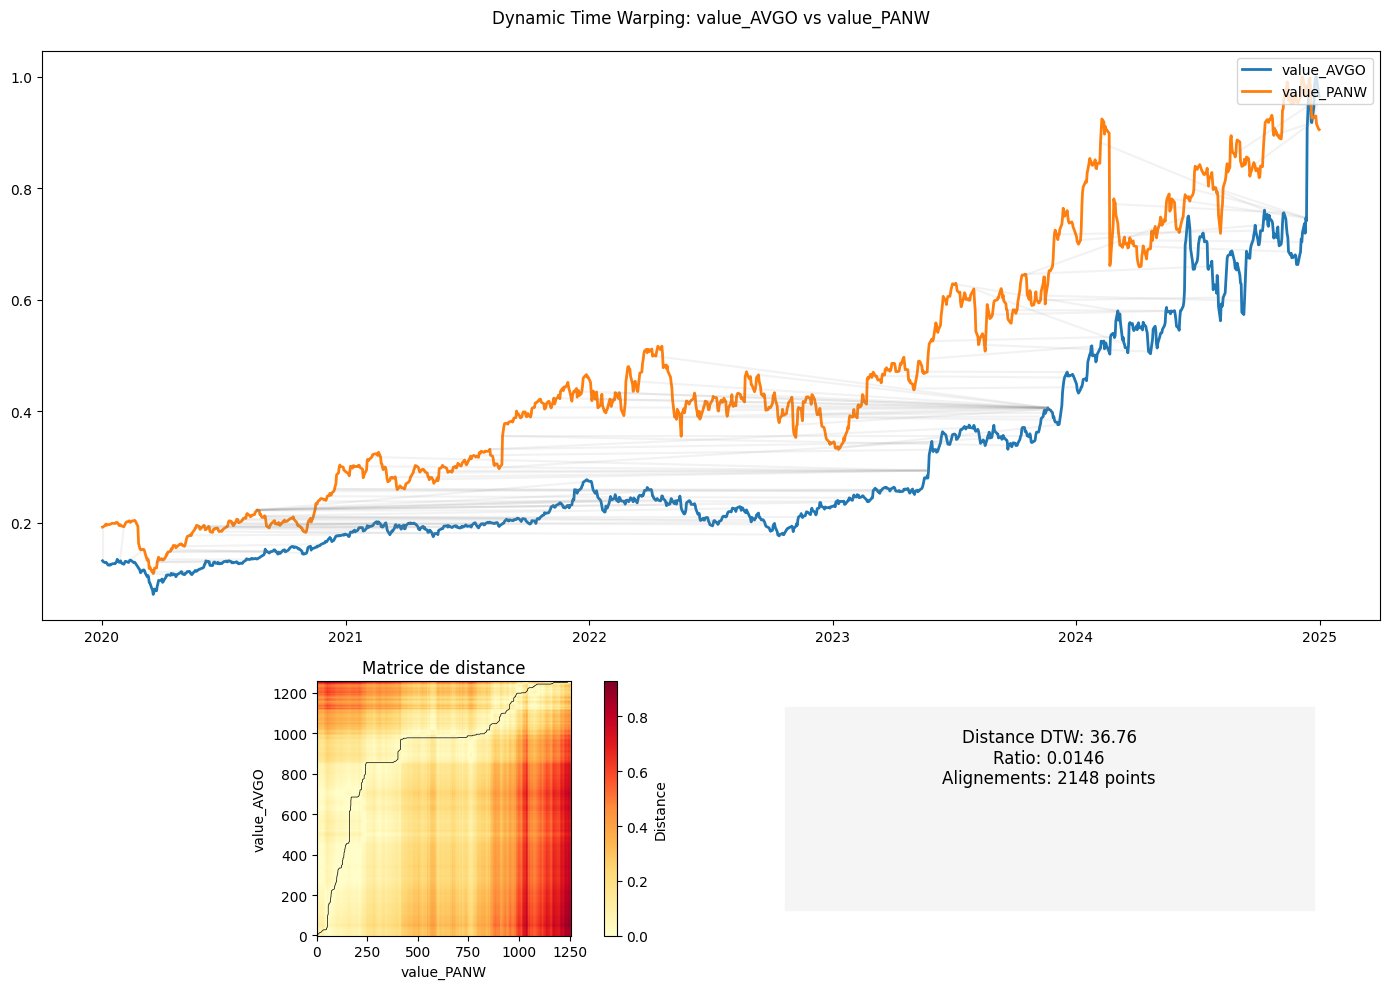 Dynamic Time Warping: value_AVGO vs value_PANW
1.0
0.8
0.6
0.4
0.2
value_AVGO
value_PANW
2020 2021 2022 2023 2024 2025
Matrice de distance
value_AVGO
1200
1000
800
600
400
200
0
0 250 500 750 1000 1250
value_PANW
0.8
0.6
0.4
0.2
0.0
Distance
Distance DTW: 36.76
Ratio: 0.0146
Alignements: 2148 points